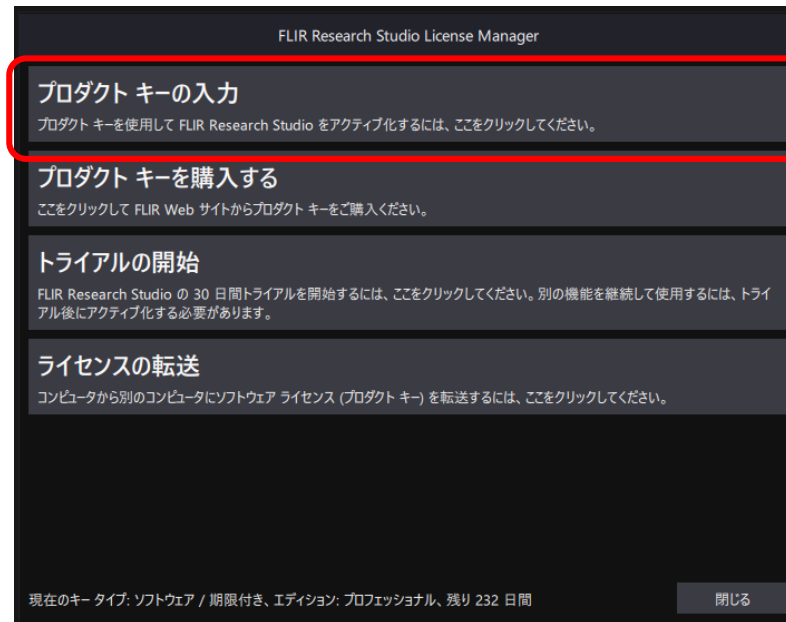 FLIR Research Studio License Manager
プロダクト キーの入力
プロダクト キーを使用して FLIR Research Studio をアクティブ化するには、ここをクリックしてください。
プロダクト キーを購入する
ここをクリックして FLIR Web サイトからプロダクト キーをご購入ください。
トライアルの開始
FLIR Research Studio の 30 日間トライアルを開始するには、ここをクリックしてください。別の機能を継続して使用するには、トライ
アル後にアクティブ化する必要があります。
ライセンスの転送
コンピュータから別のコンピュータにソフトウェア ライセンス (プロダクト キー) を転送するには、ここをクリックしてください。
現在のキー タイプ: ソフトウェア / 期限付き、エディション: プロフェッショナル、残り 232 日間
閉じる